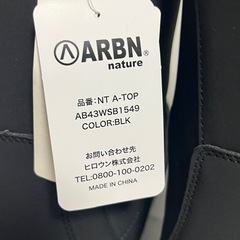 ARBN
nature
品番:NT A-TOP
AB43WSB1549
COLOR:BLK
お問い合わせ先
ヒロウン株式会社
TEL:0800-100-0202
MADE IN CHINA